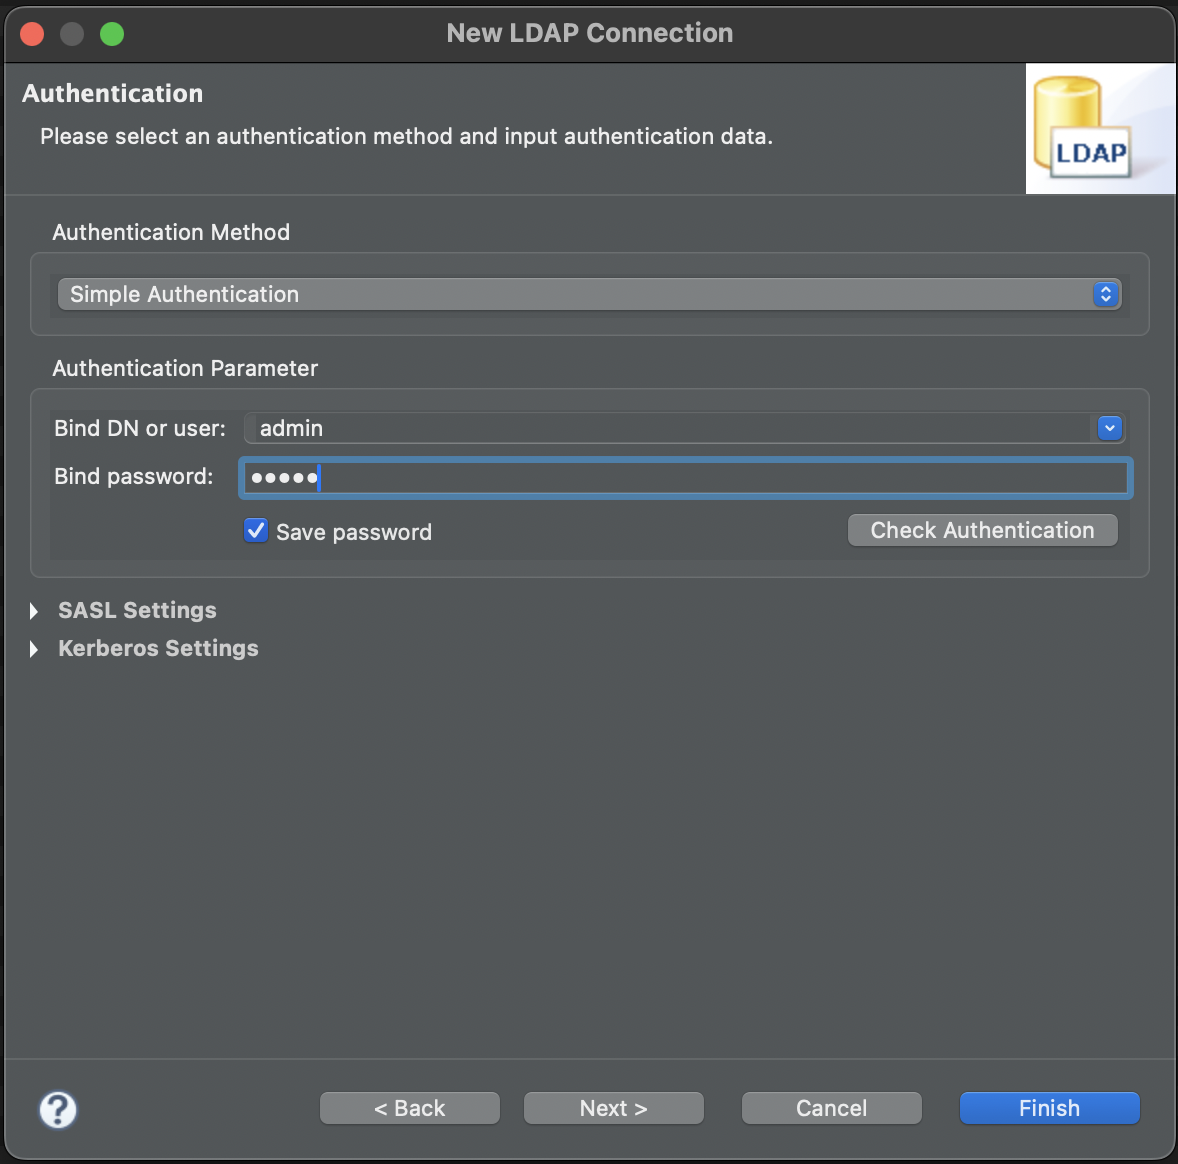 New LDAP Connection
Authentication
Please select an authentication method and input authentication data.
LDAP
Authentication Method
Simple Authentication
Authentication Parameter
Bind DN or user: admin
Bind password: •••••
Save password Check Authentication
SASL Settings
Kerberos Settings
? < Back Next > Cancel Finish